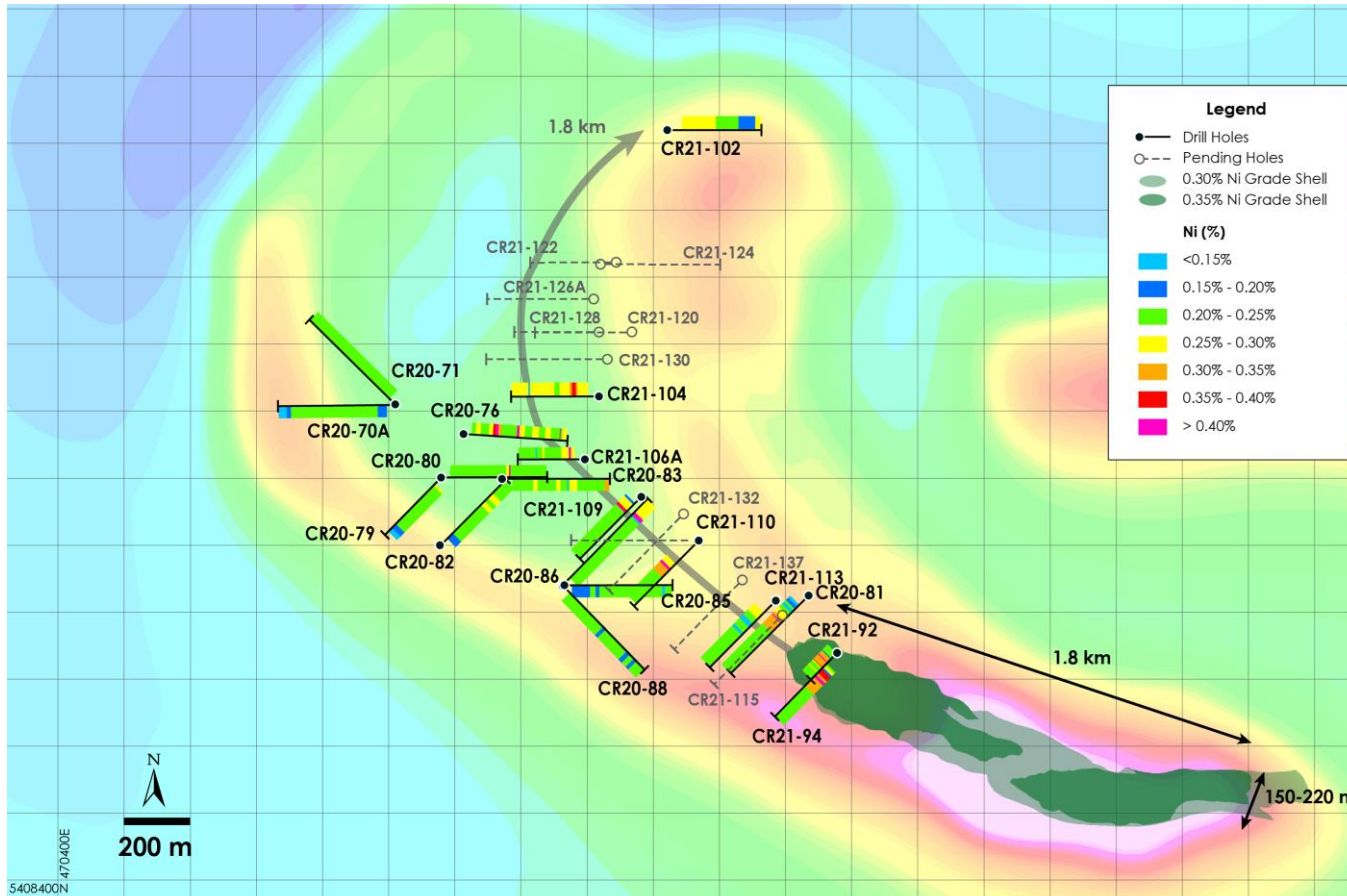 1.8 km
CR21-102
Legend
Drill Holes
Pending Holes
0.30% Ni Grade Shell
0.35% Ni Grade Shell
Ni (%)
<0.15%
0.15% - 0.20%
0.20% - 0.25%
0.25% - 0.30%
0.30% - 0.35%
0.35% - 0.40%
> 0.40%
CR21-122
CR21-124
CR21-126A
CR21-128
CR21-120
CR21-130
CR20-71
CR21-104
CR20-76
CR20-70A
CR21-106A
CR20-80
CR20-83
CR21-132
CR21-109
CR21-110
CR20-79
CR20-82
CR21-137
CR20-86
CR21-113
CR20-81
CR20-85
CR21-92
1.8 km
CR20-88
CR21-115
CR21-94
N
150-220 m
200 m
470400E
5408400N